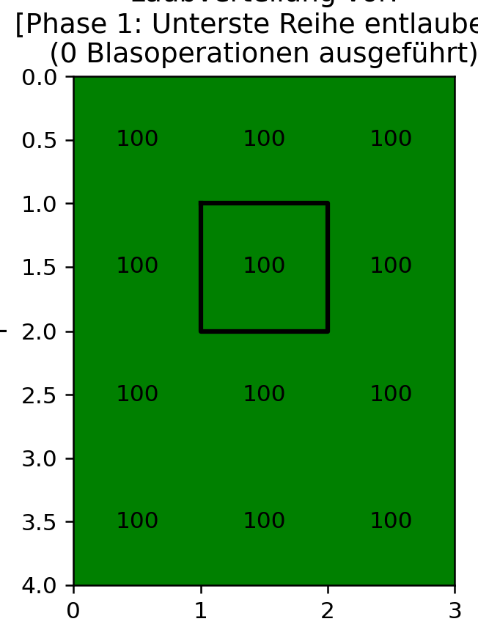 Laubverteilung von
[Phase 1: Unterste Reihe entlaube
(0 Blasoperationen ausgeführt)
0.0
100 100 100
0.5
1.0
100 100 100
1.5
2.0
100 100 100
2.5
3.0
100 100 100
3.5
4.0
0 1 2 3